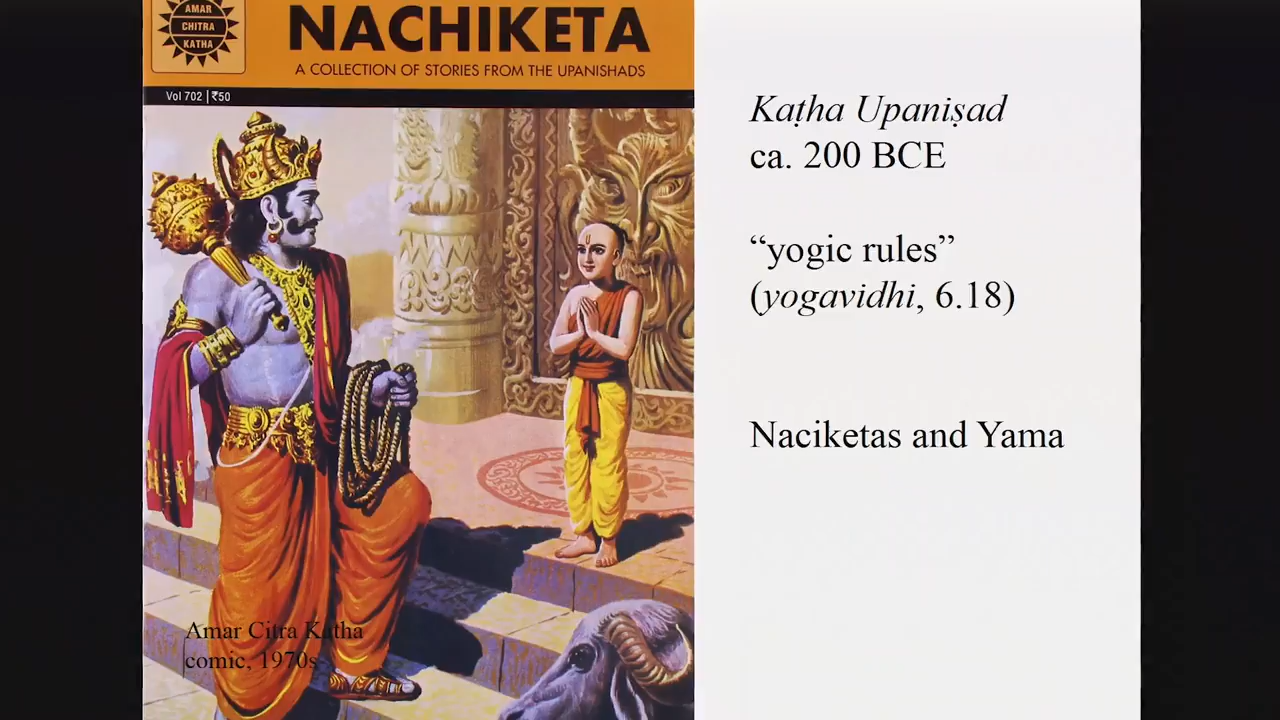 AMAR
CHITRA
KATHA
NACHIKETA
A COLLECTION OF STORIES FROM THE UPANISHADS
Vol 702 | ₹50
Kaṭha Upaniṣad
ca. 200 BCE
“yogic rules”
(yogavidhi, 6.18)
Naciketas and Yama
Amar Citra Katha
comic, 1970s